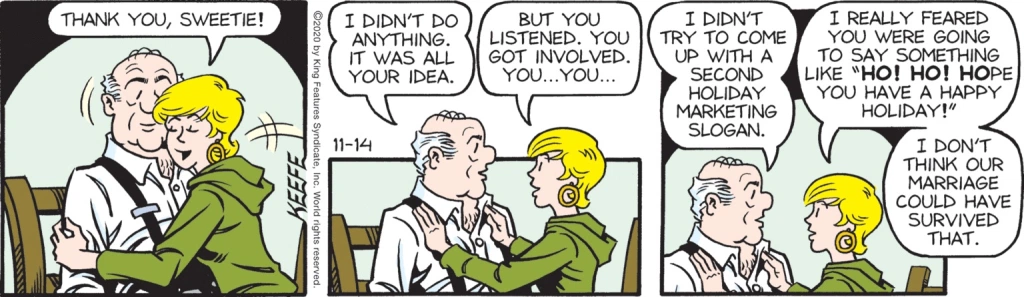 THANK YOU, SWEETIE!
KEEFE
©2020 by King Features Syndicate, Inc. World rights reserved.
I DIDN'T DO
ANYTHING.
IT WAS ALL
YOUR IDEA.
BUT YOU
LISTENED. YOU
GOT INVOLVED.
YOU...YOU...
11-14
I DIDN'T
TRY TO COME
UP WITH A
SECOND
HOLIDAY
MARKETING
SLOGAN.
I REALLY FEARED
YOU WERE GOING
TO SAY SOMETHING
LIKE "HO! HO! HOPE
YOU HAVE A HAPPY
HOLIDAY!"
I DON'T
THINK OUR
MARRIAGE
COULD HAVE
SURVIVED
THAT.